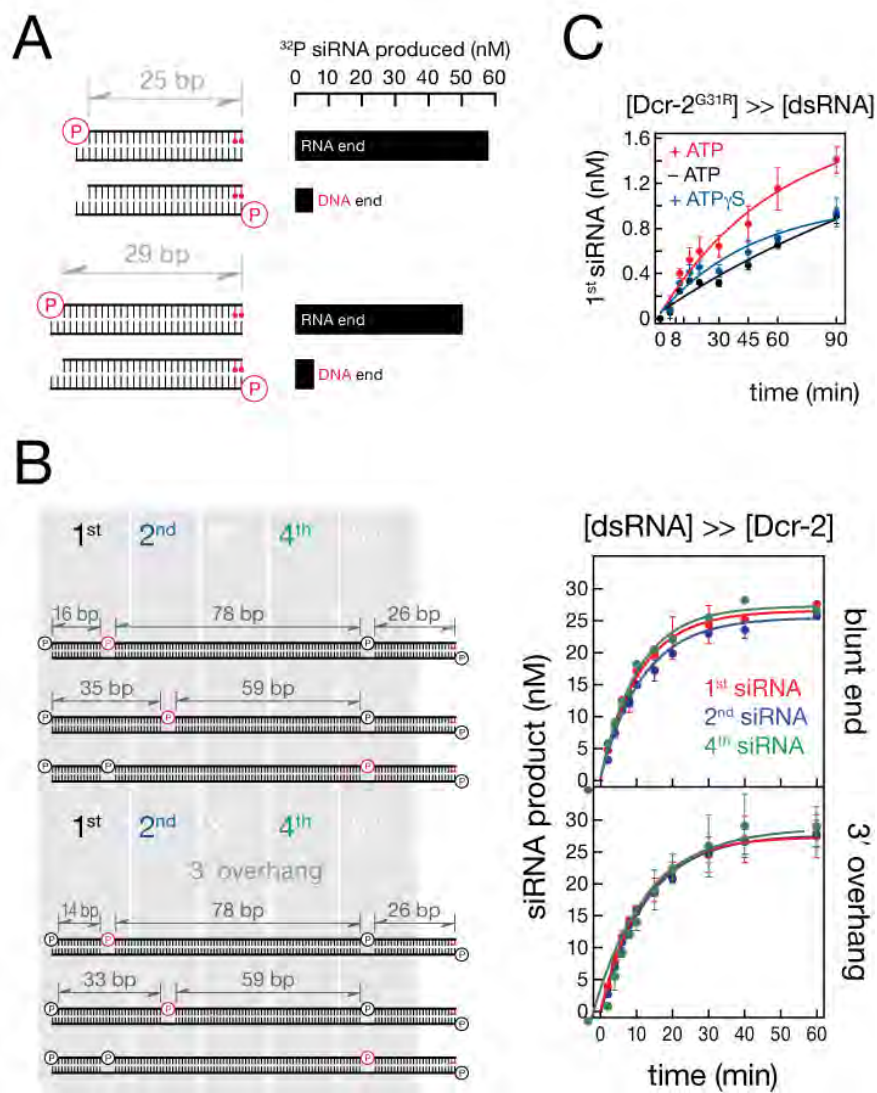 A
32P siRNA produced (nM)
0 10 20 30 40 50 60
25 bp
P
RNA end
DNA end
P
29 bp
P
RNA end
DNA end
P
C
[Dcr-2G31R] >> [dsRNA]
1st siRNA (nM)
1.6
1.2
0.8
0.4
0
+ ATP
– ATP
+ ATPγS
0 8 30 45 60 90
time (min)
B
1st 2nd 4th
16 bp 78 bp 26 bp
P P P P
35 bp 59 bp
P P P P
P P P P
1st 2nd 4th
3′ overhang
14 bp 78 bp 26 bp
P P P P
33 bp 59 bp
P P P P
P P P P
[dsRNA] >> [Dcr-2]
siRNA product (nM)
30
25
20
15
10
5
0
1st siRNA
2nd siRNA
4th siRNA
blunt end
30
25
20
15
10
5
0
3′ overhang
0 10 20 30 40 50 60
time (min)